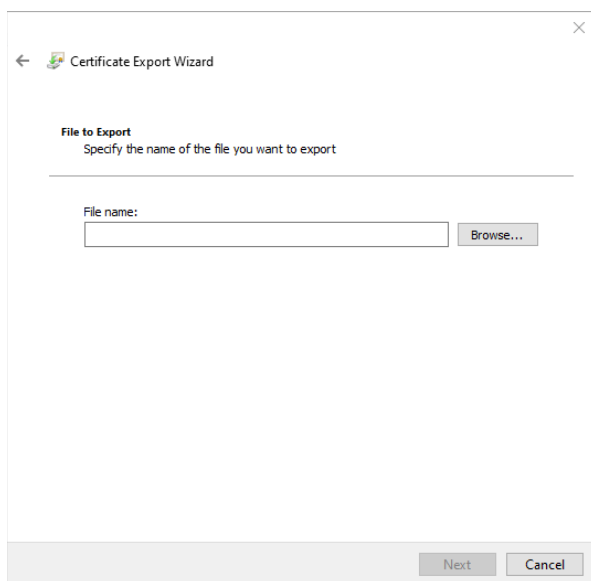 Certificate Export Wizard
File to Export
Specify the name of the file you want to export
File name:
Browse...
Next
Cancel